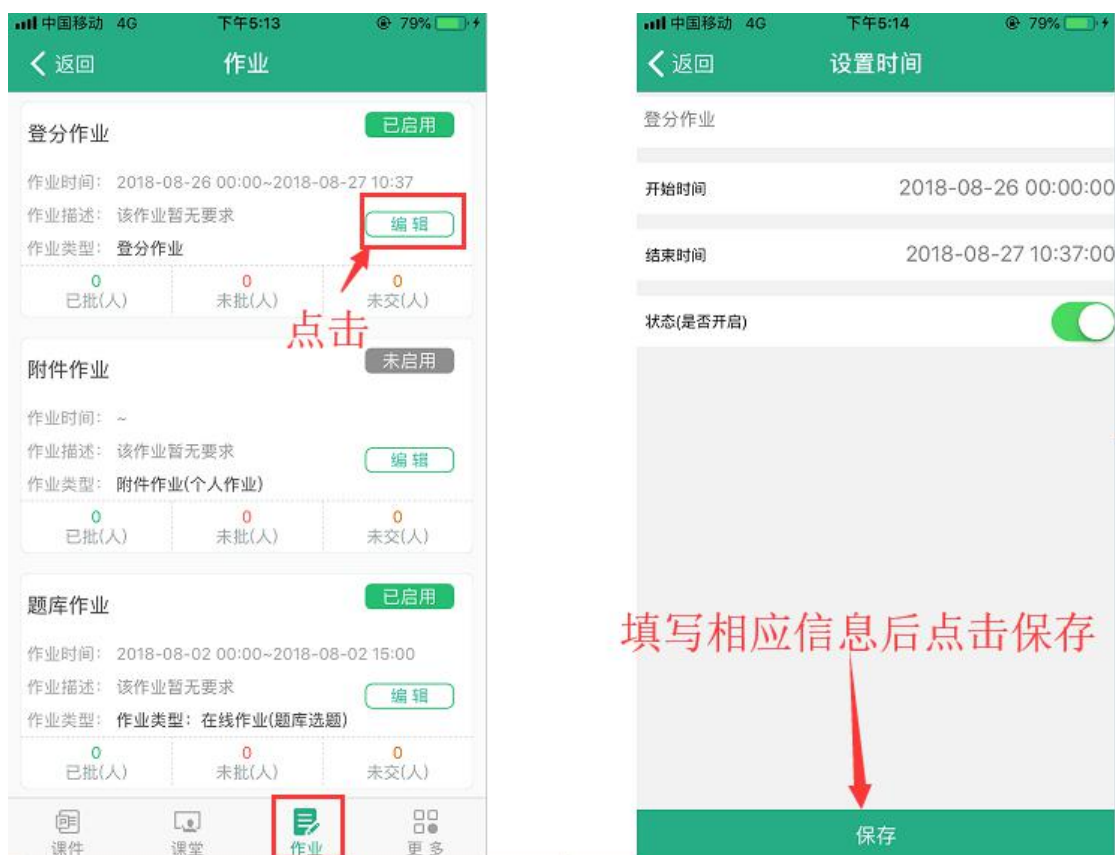 中国移动 4G 下午5:13 79%
返回 作业
登分作业 已启用
作业时间: 2018-08-26 00:00~2018-08-27 10:37
作业描述: 该作业暂无要求
编辑
作业类型: 登分作业
0 0 0
已批(人) 未批(人) 未交(人)
点击
附件作业 未启用
作业时间: ~
作业描述: 该作业暂无要求
编辑
作业类型: 附件作业(个人作业)
0 0 0
已批(人) 未批(人) 未交(人)
题库作业 已启用
作业时间: 2018-08-02 00:00~2018-08-02 15:00
作业描述: 该作业暂无要求
编辑
作业类型: 作业类型: 在线作业(题库选题)
0 0 0
已批(人) 未批(人) 未交(人)
课件 课堂 作业 更多
中国移动 4G 下午5:14 79%
返回 设置时间
登分作业
开始时间 2018-08-26 00:00:00
结束时间 2018-08-27 10:37:00
状态(是否开启)
填写相应信息后点击保存
保存